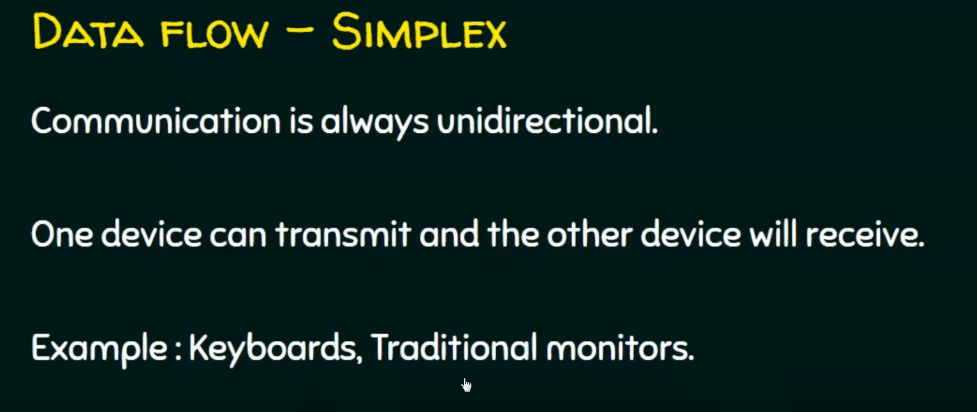 Data flow – Simplex
Communication is always unidirectional.
One device can transmit and the other device will receive.
Example : Keyboards, Traditional monitors.